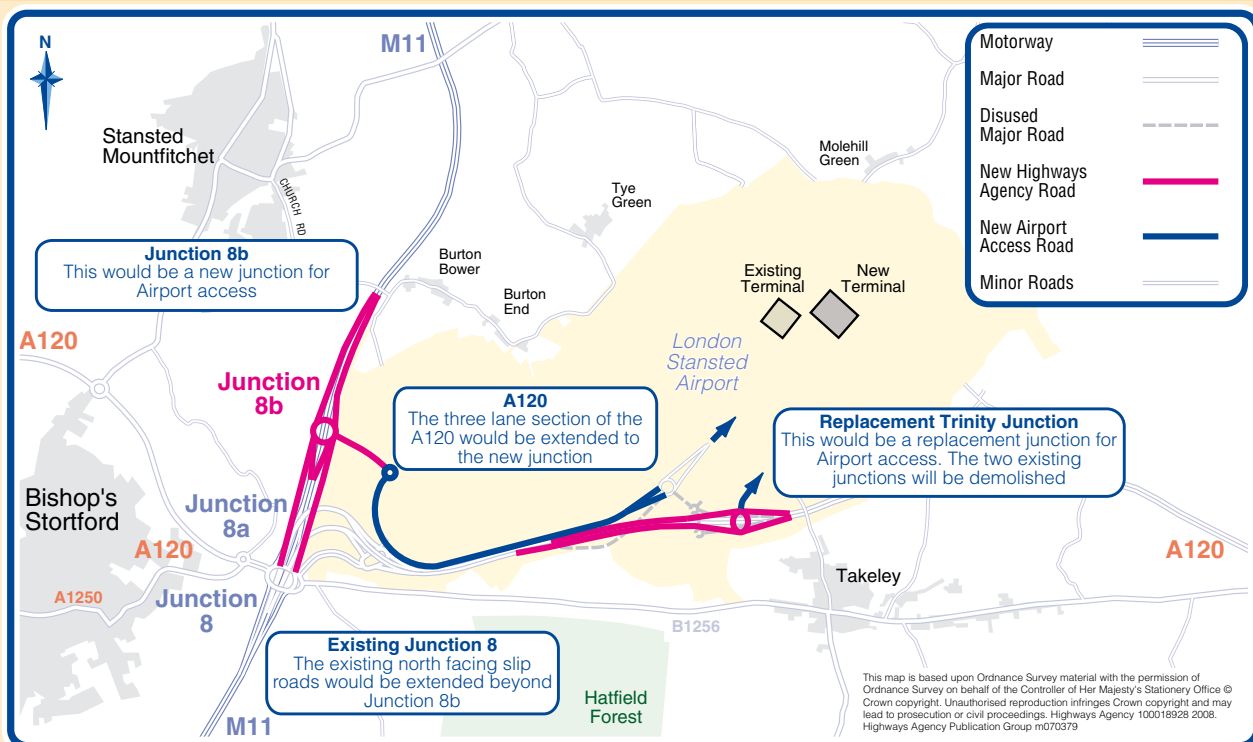 N
M11
Stansted
Mountfitchet
CHURCH RD
Motorway
Major Road
Disused
Major Road
New Highways
Agency Road
New Airport
Access Road
Minor Roads
Molehill
Green
Tye
Green
Junction 8b
This would be a new junction for
Airport access
Burton
Bower
Burton
End
Existing
Terminal
New
Terminal
A120
London
Stansted
Airport
Junction
8b
A120
The three lane section of the
A120 would be extended to
the new junction
Replacement Trinity Junction
This would be a replacement junction for
Airport access. The two existing
junctions will be demolished
Bishop's
Stortford
Junction
8a
A120
A120
Takeley
A1250
Junction
8
B1256
Existing Junction 8
The existing north facing slip
roads would be extended beyond
Junction 8b
Hatfield
Forest
M11
This map is based upon Ordnance Survey material with the permission of
Ordnance Survey on behalf of the Controller of Her Majesty's Stationery Office ©
Crown copyright. Unauthorised reproduction infringes Crown copyright and may
lead to prosecution or civil proceedings. Highways Agency 100018928 2008.
Highways Agency Publication Group m070379